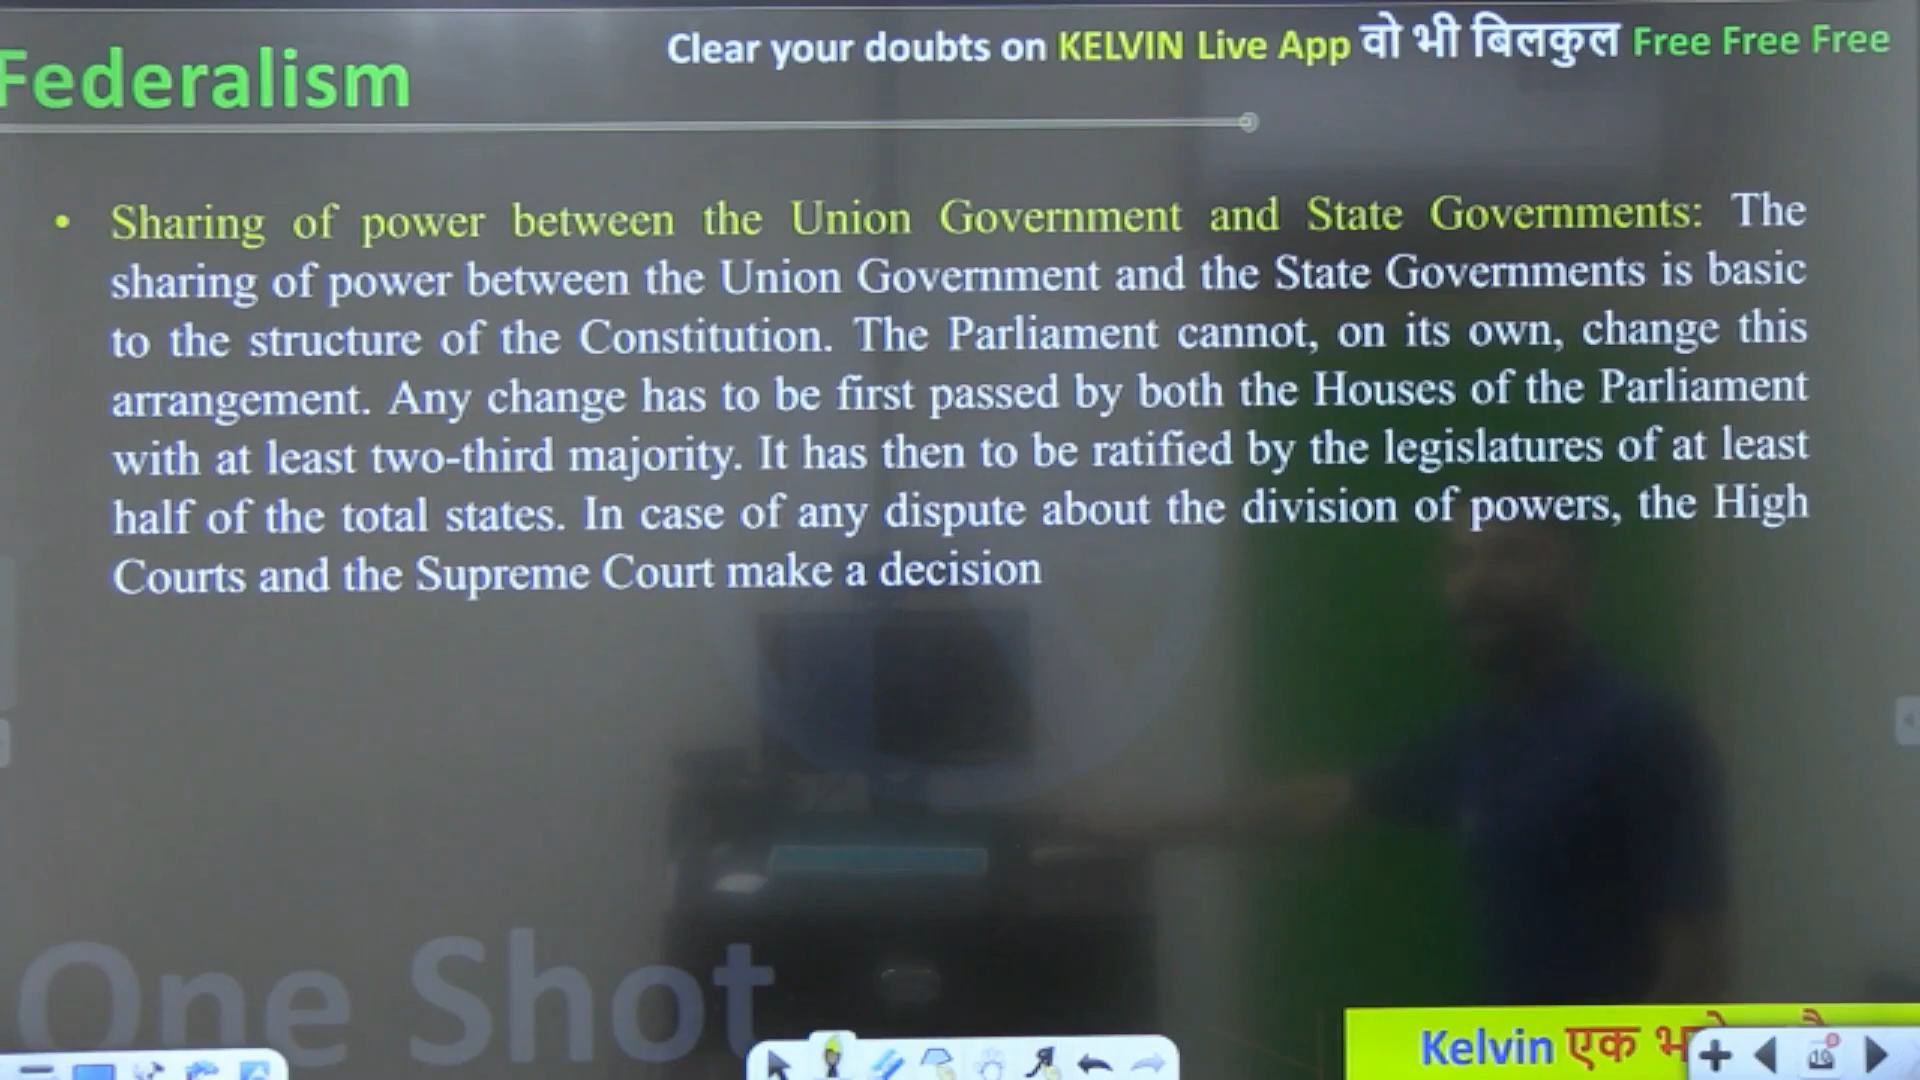 Clear your doubts on KELVIN Live App वो भी बिलकुल Free Free Free
Federalism
• Sharing of power between the Union Government and State Governments: The
sharing of power between the Union Government and the State Governments is basic
to the structure of the Constitution. The Parliament cannot, on its own, change this
arrangement. Any change has to be first passed by both the Houses of the Parliament
with at least two-third majority. It has then to be ratified by the legislatures of at least
half of the total states. In case of any dispute about the division of powers, the High
Courts and the Supreme Court make a decision
One Shot
Kelvin एक
19